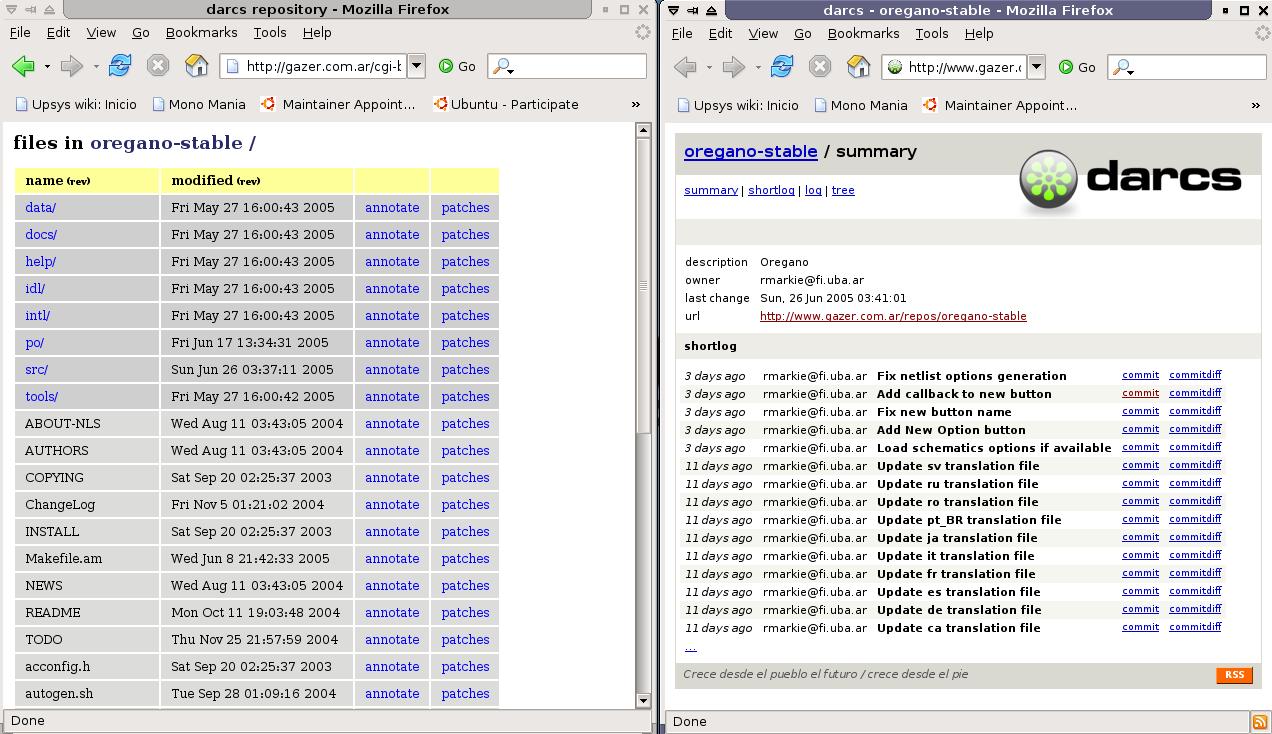 darcs repository - Mozilla Firefox
File Edit View Go Bookmarks Tools Help
http://gazer.com.ar/cgi-b Go
Upsys wiki: Inicio Mono Mania Maintainer Appoint... Ubuntu - Participate »
files in oregano-stable /
name (rev) modified (rev)
data/ Fri May 27 16:00:43 2005 annotate patches
docs/ Fri May 27 16:00:43 2005 annotate patches
help/ Fri May 27 16:00:43 2005 annotate patches
idl/ Fri May 27 16:00:43 2005 annotate patches
intl/ Fri May 27 16:00:43 2005 annotate patches
po/ Fri Jun 17 13:34:31 2005 annotate patches
src/ Sun Jun 26 03:37:11 2005 annotate patches
tools/ Fri May 27 16:00:42 2005 annotate patches
ABOUT-NLS Wed Aug 11 03:43:05 2004 annotate patches
AUTHORS Wed Aug 11 03:43:05 2004 annotate patches
COPYING Sat Sep 20 02:25:37 2003 annotate patches
ChangeLog Fri Nov 5 01:21:02 2004 annotate patches
INSTALL Sat Sep 20 02:25:37 2003 annotate patches
Makefile.am Wed Jun 8 21:42:33 2005 annotate patches
NEWS Wed Aug 11 03:43:05 2004 annotate patches
README Mon Oct 11 19:03:48 2004 annotate patches
TODO Thu Nov 25 21:57:59 2004 annotate patches
acconfig.h Sat Sep 20 02:25:37 2003 annotate patches
autogen.sh Tue Sep 28 01:09:16 2004 annotate patches
Done
darcs - oregano-stable - Mozilla Firefox
File Edit View Go Bookmarks Tools Help
http://www.gazer.c Go
Upsys wiki: Inicio Mono Mania Maintainer Appoint... »
oregano-stable / summary
darcs
summary | shortlog | log | tree
description Oregano
owner rmarkie@fi.uba.ar
last change Sun, 26 Jun 2005 03:41:01
url http://www.gazer.com.ar/repos/oregano-stable
shortlog
3 days ago rmarkie@fi.uba.ar Fix netlist options generation commit commitdiff
3 days ago rmarkie@fi.uba.ar Add callback to new button commit commitdiff
3 days ago rmarkie@fi.uba.ar Fix new button name commit commitdiff
3 days ago rmarkie@fi.uba.ar Add New Option button commit commitdiff
3 days ago rmarkie@fi.uba.ar Load schematics options if available commit commitdiff
11 days ago rmarkie@fi.uba.ar Update sv translation file commit commitdiff
11 days ago rmarkie@fi.uba.ar Update ru translation file commit commitdiff
11 days ago rmarkie@fi.uba.ar Update ro translation file commit commitdiff
11 days ago rmarkie@fi.uba.ar Update pt_BR translation file commit commitdiff
11 days ago rmarkie@fi.uba.ar Update ja translation file commit commitdiff
11 days ago rmarkie@fi.uba.ar Update it translation file commit commitdiff
11 days ago rmarkie@fi.uba.ar Update fr translation file commit commitdiff
11 days ago rmarkie@fi.uba.ar Update es translation file commit commitdiff
11 days ago rmarkie@fi.uba.ar Update de translation file commit commitdiff
11 days ago rmarkie@fi.uba.ar Update ca translation file commit commitdiff
...
Crece desde el pueblo el futuro / crece desde el pie RSS
Done